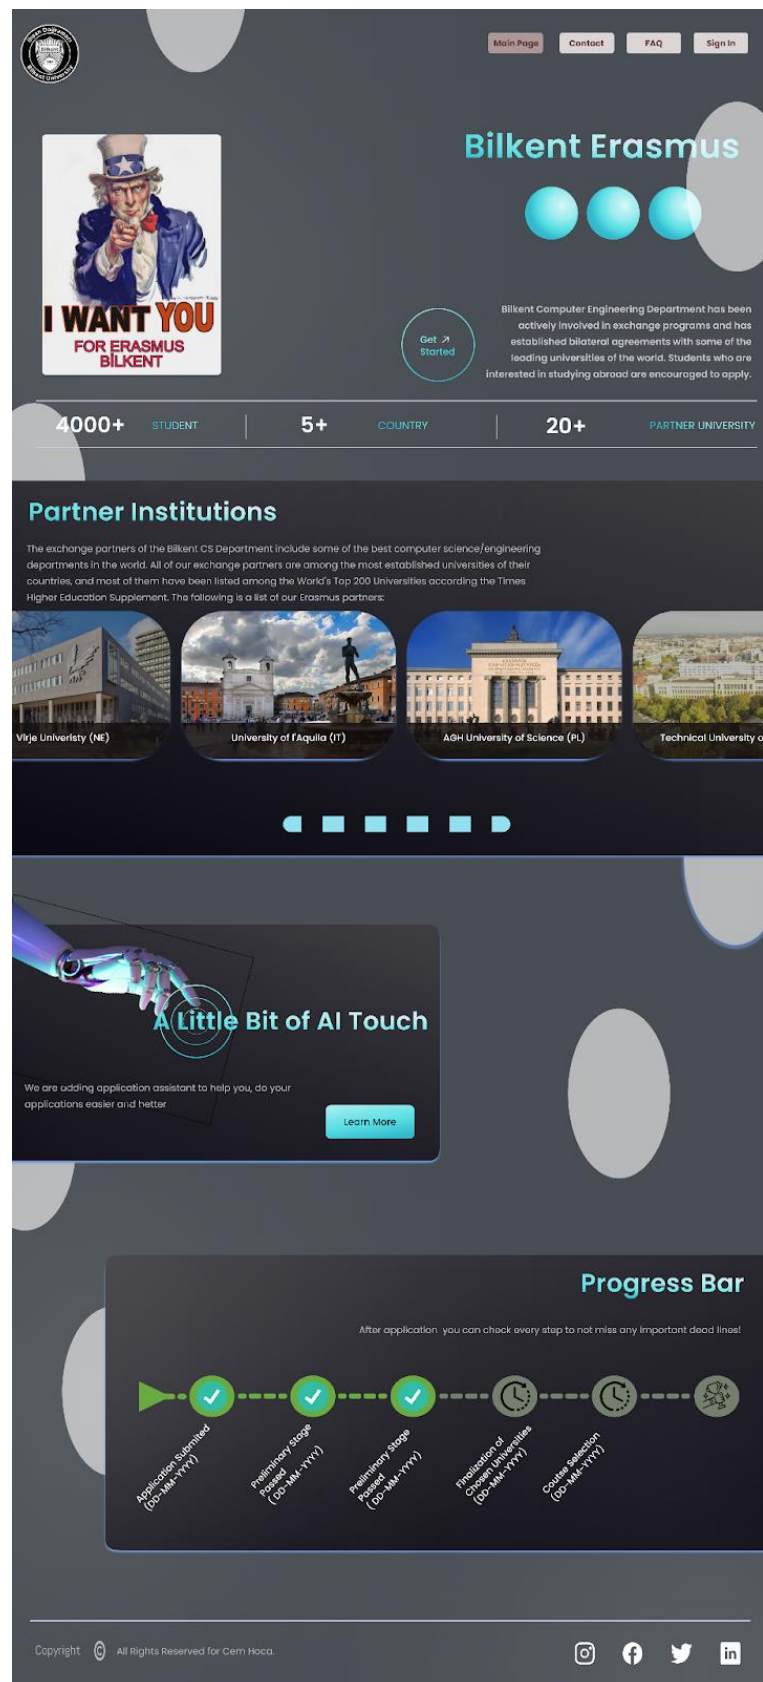 Bilkent University
Main Page
Contact
FAQ
Sign In
Bilkent Erasmus
I WANT YOU
FOR ERASMUS
BİLKENT
Get
Started
Bilkent Computer Engineering Department has been
actively involved in exchange programs and has
established bilateral agreements with some of the
leading universities of the world. Students who are
interested in studying abroad are encouraged to apply.
4000+ STUDENT
5+ COUNTRY
20+ PARTNER UNIVERSITY
Partner Institutions
The exchange partners of the Bilkent CS Department include some of the best computer science/engineering
departments in the world. All of our exchange partners are among the most established universities of their
countries, and most of them have been listed among the World's Top 200 Universities according the Times
Higher Education Supplement. The following is a list of our Erasmus partners:
Virje Univeristy (NE)
University of l'Aquila (IT)
AGH University of Science (PL)
Technical University o
A Little Bit of AI Touch
We are adding application assistant to help you, do your
applications easier and hetter
Learn More
Progress Bar
After application you can check every step to not miss any important dead lines!
Application Submited
(DD-MM-YYYY)
Preliminary Stage
Passed
( DD-MM-YYYY)
Preliminary Stage
Passed
( DD-MM-YYYY)
Finalization of
Chosen Universities
(DD-MM-YYYY)
Coutse Selection
(DD-MM-YYYY)
Copyright © All Rights Reserved for Cem Hoca.